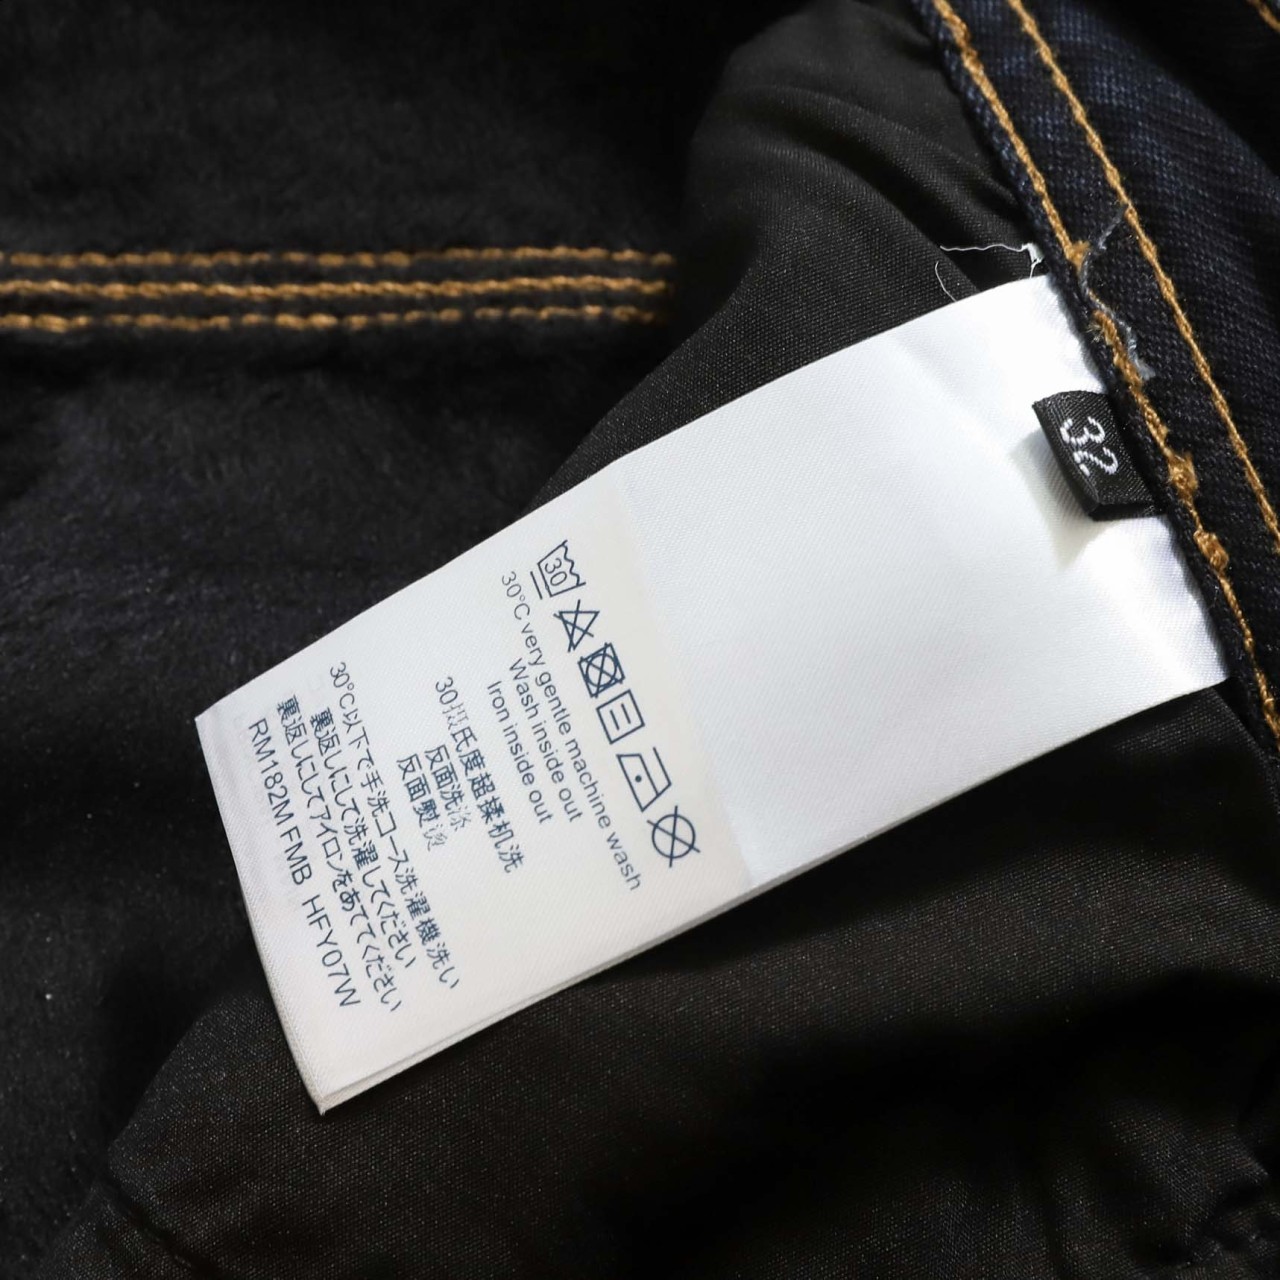 32
30
30°C very gentle machine wash
Wash inside out
Iron inside out
30摄氏度超揉机洗
反面洗涤
反面熨烫
30℃以下で手洗コース洗濯機洗い
裏返しにして洗濯してください
裏返しにしてアイロンをあててください
RM182M FMB HFY07W